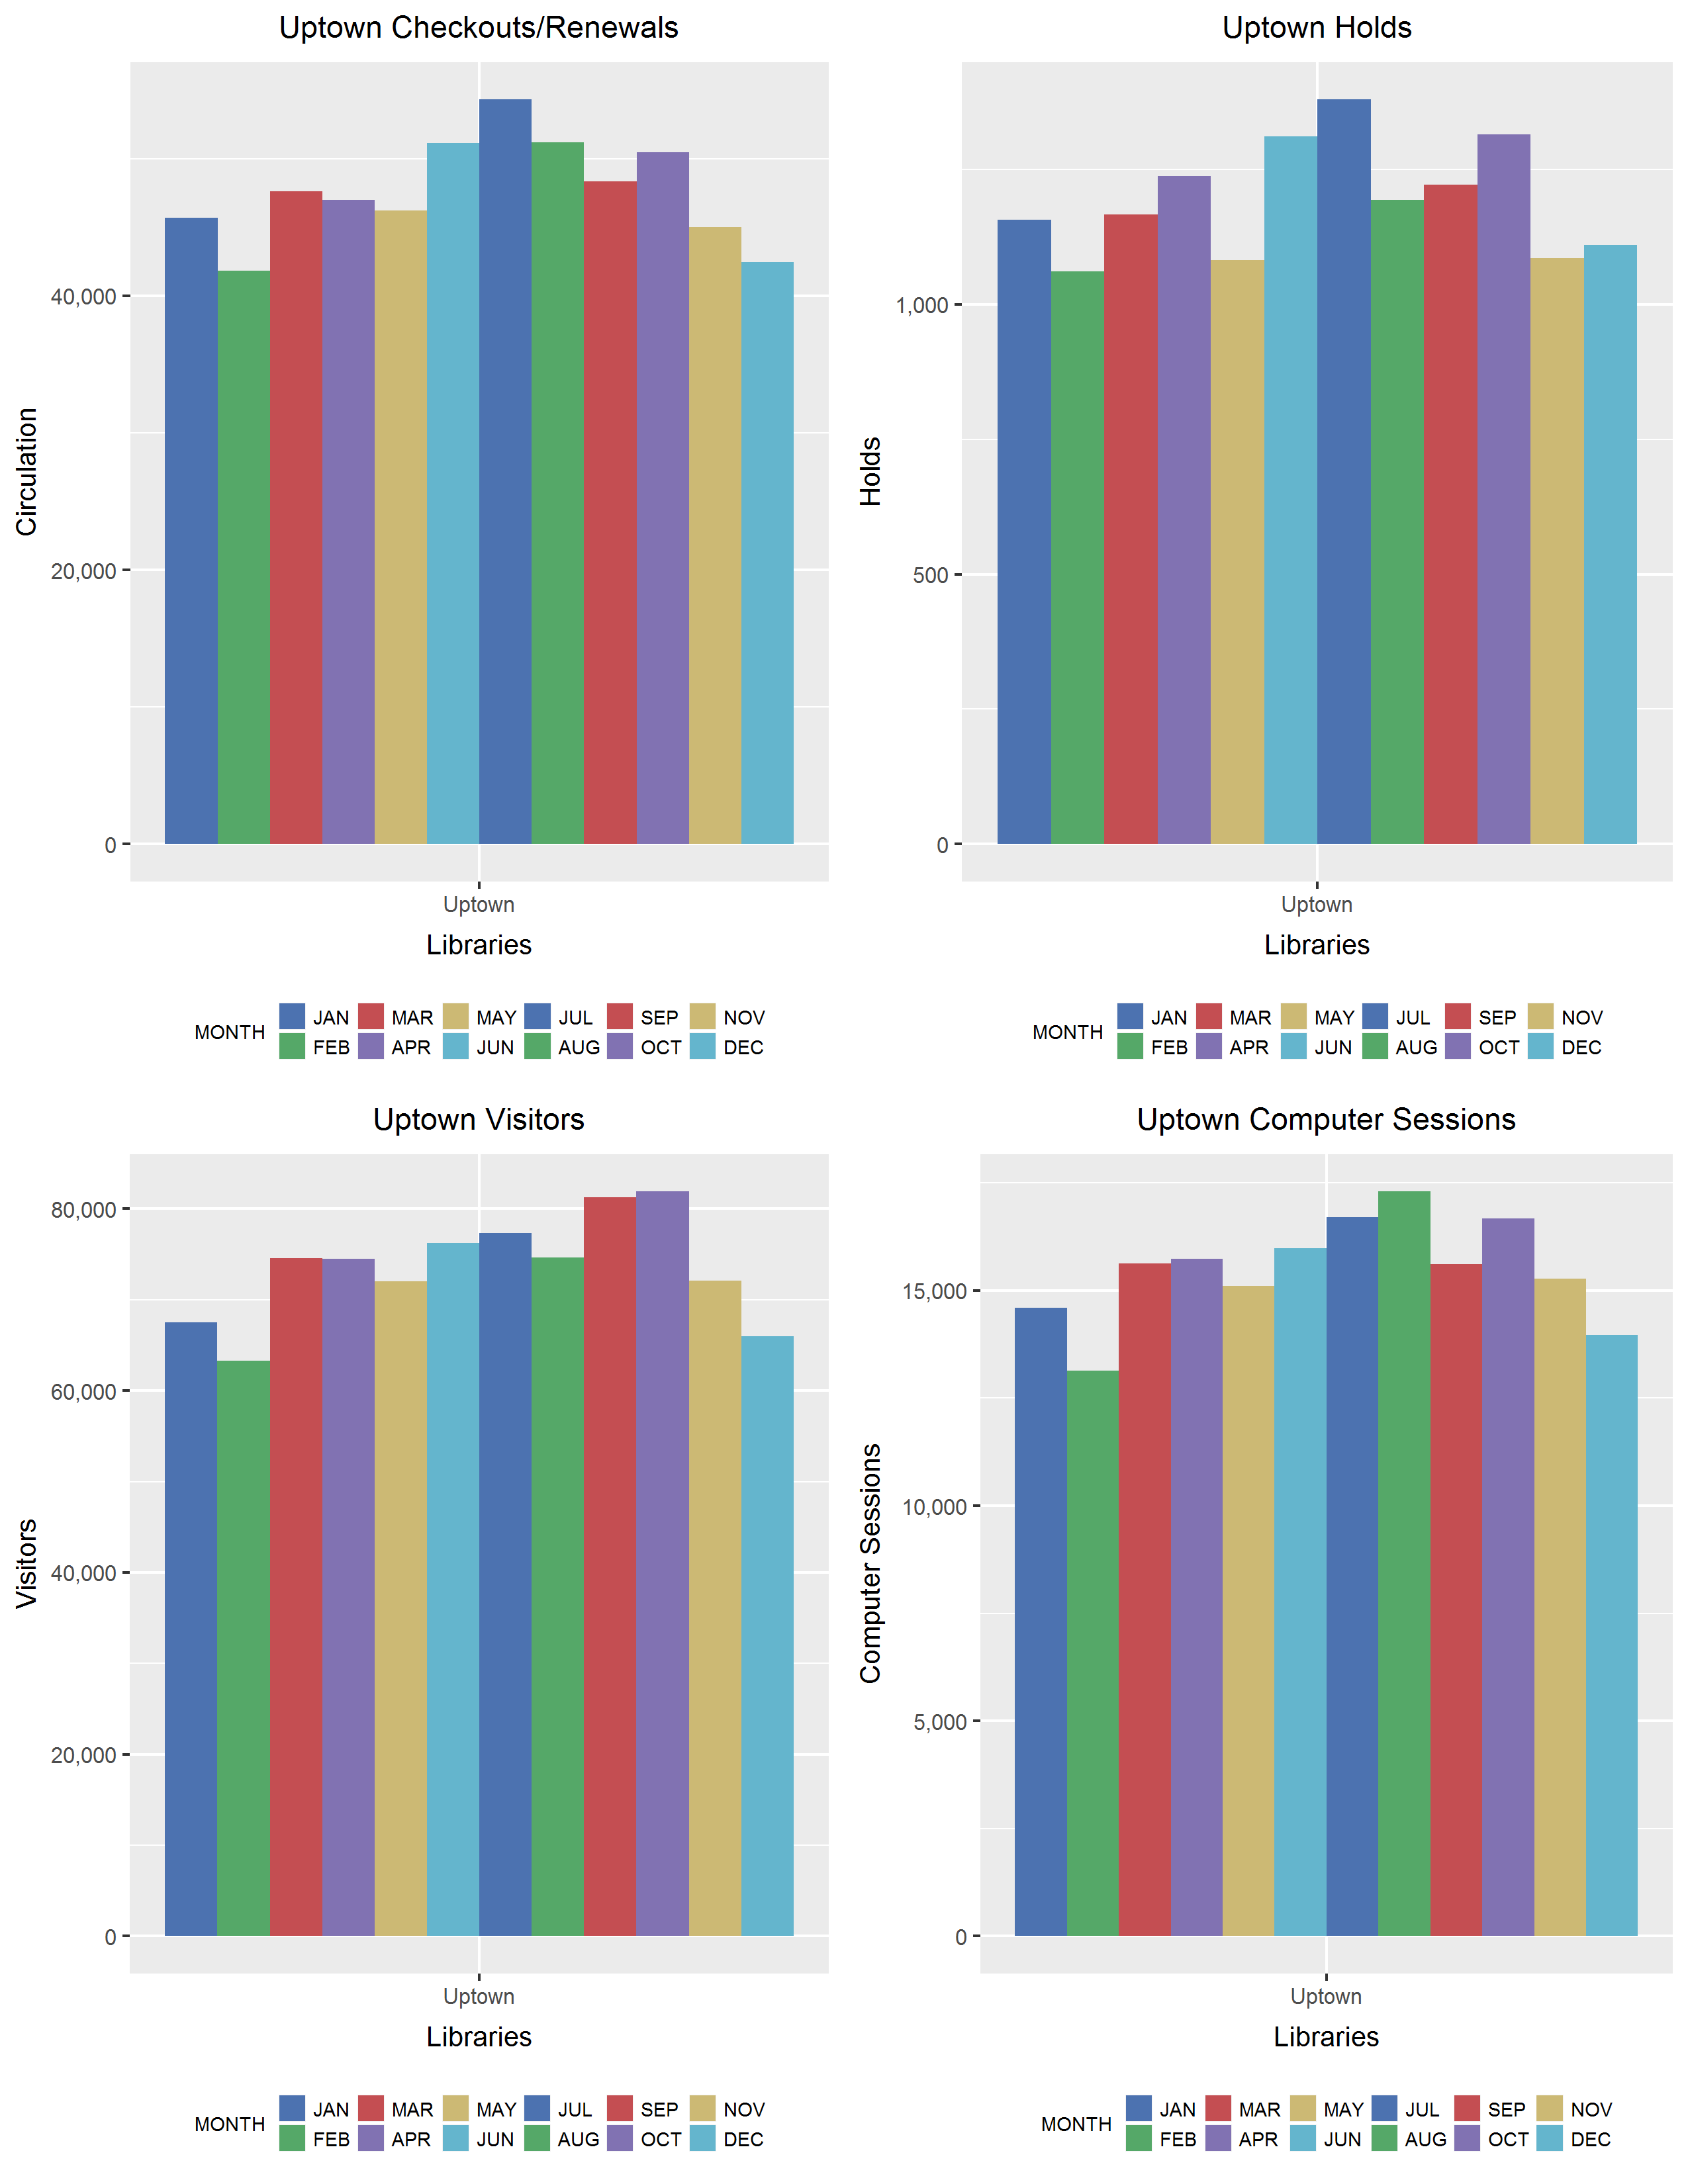 Uptown Checkouts/Renewals
Circulation
40,000
20,000
0
Uptown
Libraries
MONTH
JAN MAR MAY JUL SEP NOV
FEB APR JUN AUG OCT DEC
Uptown Holds
Holds
1,000
500
0
Uptown
Libraries
MONTH
JAN MAR MAY JUL SEP NOV
FEB APR JUN AUG OCT DEC
Uptown Visitors
Visitors
80,000
60,000
40,000
20,000
0
Uptown
Libraries
MONTH
JAN MAR MAY JUL SEP NOV
FEB APR JUN AUG OCT DEC
Uptown Computer Sessions
Computer Sessions
15,000
10,000
5,000
0
Uptown
Libraries
MONTH
JAN MAR MAY JUL SEP NOV
FEB APR JUN AUG OCT DEC